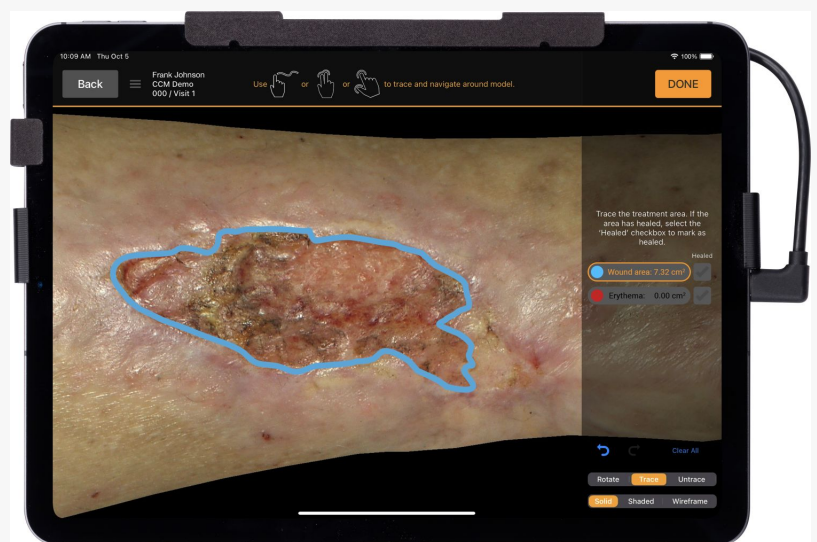 10:09 AM Thu Oct 5
100%
Back
Frank Johnson
CCM Demo
000 / Visit 1
Use or or to trace and navigate around model.
DONE
Trace the treatment area. If the
area has healed, select the
'Healed' checkbox to mark as
healed.
Healed
Wound area: 7.32 cm²
Erythema: 0.00 cm²
Clear All
Rotate Trace Untrace
Solid Shaded Wireframe